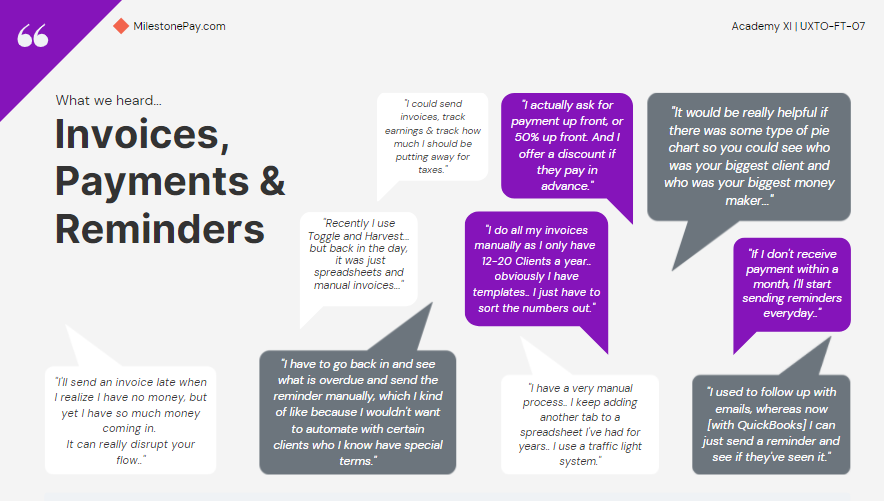 MilestonePay.com
Academy XI | UXTO-FT-07
What we heard...
Invoices,
Payments &
Reminders
"I could send
invoices, track
earnings & track how
much I should be
putting away for
taxes."
"I actually ask for
payment up front, or
50% up front. And I
offer a discount if
they pay in
advance."
"It would be really helpful if
there was some type of pie
chart so you could see who
was your biggest client and
who was your biggest money
maker..."
"Recently I use
Toggle and Harvest...
but back in the day,
it was just
spreadsheets and
manual invoices..."
"I do all my invoices
manually as I only have
12-20 Clients a year..
obviously I have
templates.. I just have to
sort the numbers out."
"If I don't receive
payment within a
month, I'll start
sending reminders
everyday.."
"I'll send an invoice late when
I realize I have no money, but
yet I have so much money
coming in.
It can really disrupt your
flow.."
"I have to go back in and see
what is overdue and send the
reminder manually, which I kind
of like because I wouldn't want
to automate with certain
clients who I know have special
terms."
"I have a very manual
process.. I keep adding
another tab to a
spreadsheet I've had for
years.. I use a traffic light
system."
"I used to follow up with
emails, whereas now
[with QuickBooks] I can
just send a reminder and
see if they've seen it."